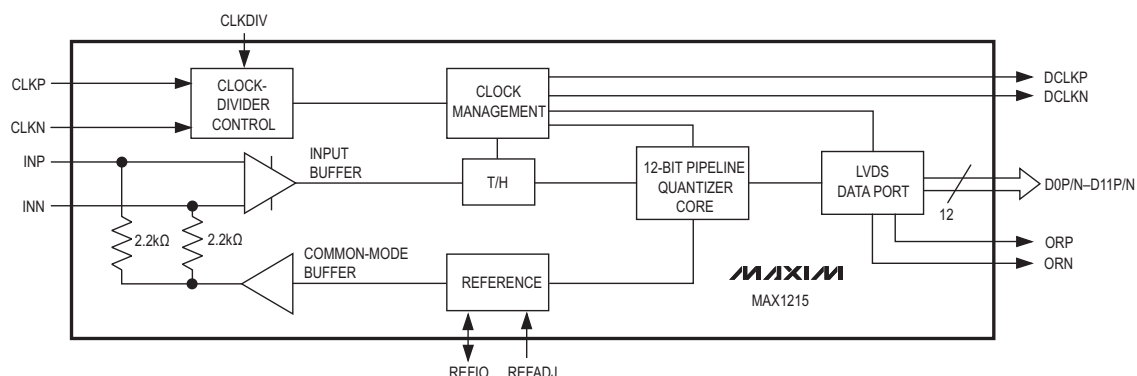 CLKDIV
CLKP
CLKN
CLOCK-
DIVIDER
CONTROL
CLOCK
MANAGEMENT
DCLKP
DCLKN
INP
INN
INPUT
BUFFER
T/H
12-BIT PIPELINE
QUANTIZER
CORE
LVDS
DATA PORT
12
D0P/N–D11P/N
2.2kΩ
2.2kΩ
COMMON-MODE
BUFFER
REFERENCE
MAXIM
MAX1215
ORP
ORN
REFIO
REFADJ